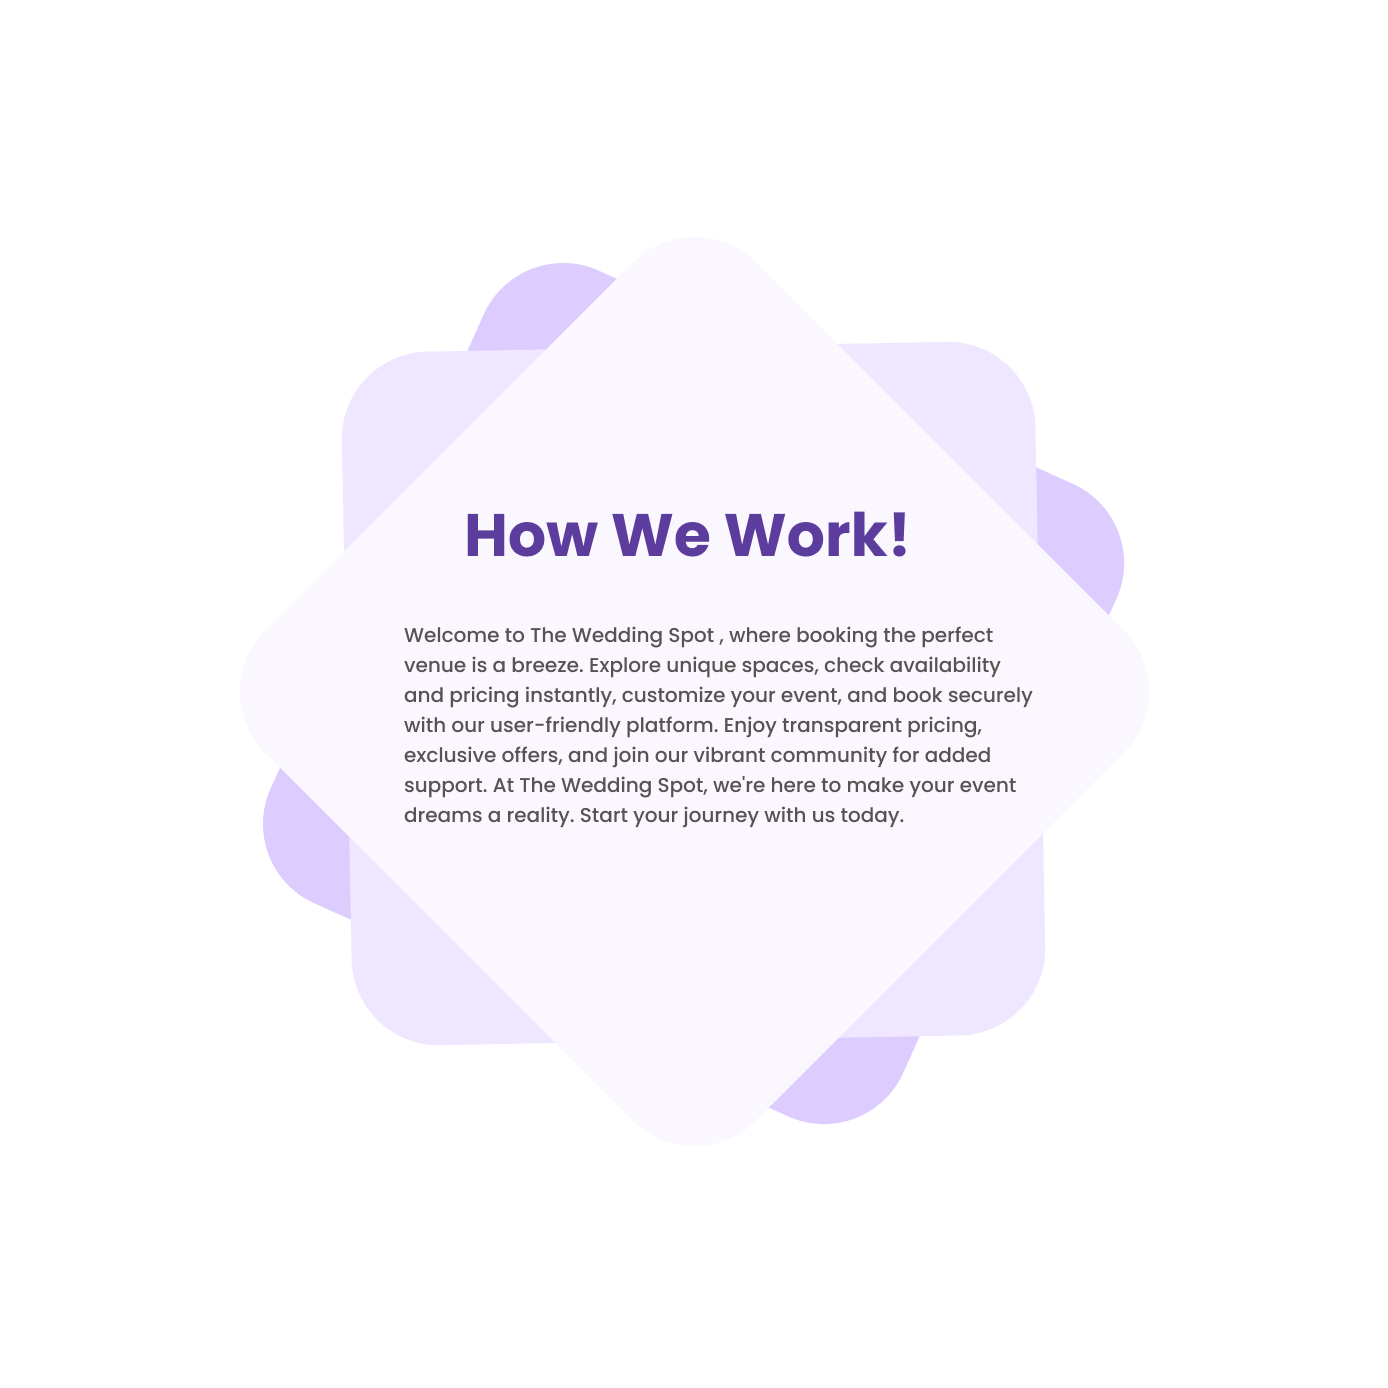 How We Work!
Welcome to The Wedding Spot , where booking the perfect
venue is a breeze. Explore unique spaces, check availability
and pricing instantly, customize your event, and book securely
with our user-friendly platform. Enjoy transparent pricing,
exclusive offers, and join our vibrant community for added
support. At The Wedding Spot, we're here to make your event
dreams a reality. Start your journey with us today.